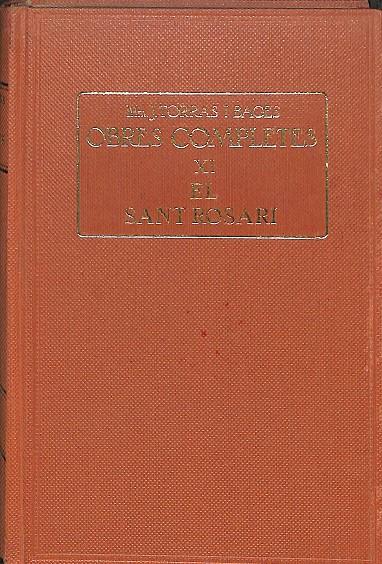 Ilm. J. TORRAS I BAGES
OBRES COMPLETES
XI
EL
SANT ROSARI